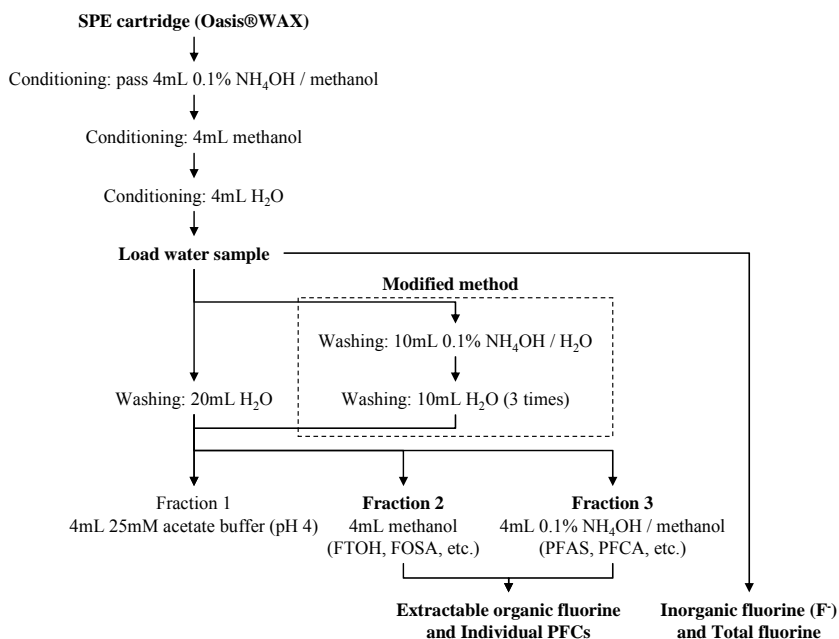 SPE cartridge (Oasis®WAX)
Conditioning: pass 4mL 0.1% NH₄OH / methanol
Conditioning: 4mL methanol
Conditioning: 4mL H₂O
Load water sample
Modified method
Washing: 10mL 0.1% NH₄OH / H₂O
Washing: 20mL H₂O
Washing: 10mL H₂O (3 times)
Fraction 1
4mL 25mM acetate buffer (pH 4)
Fraction 2
4mL methanol
(FTOH, FOSA, etc.)
Fraction 3
4mL 0.1% NH₄OH / methanol
(PFAS, PFCA, etc.)
Extractable organic fluorine
and Individual PFCs
Inorganic fluorine (F⁻)
and Total fluorine